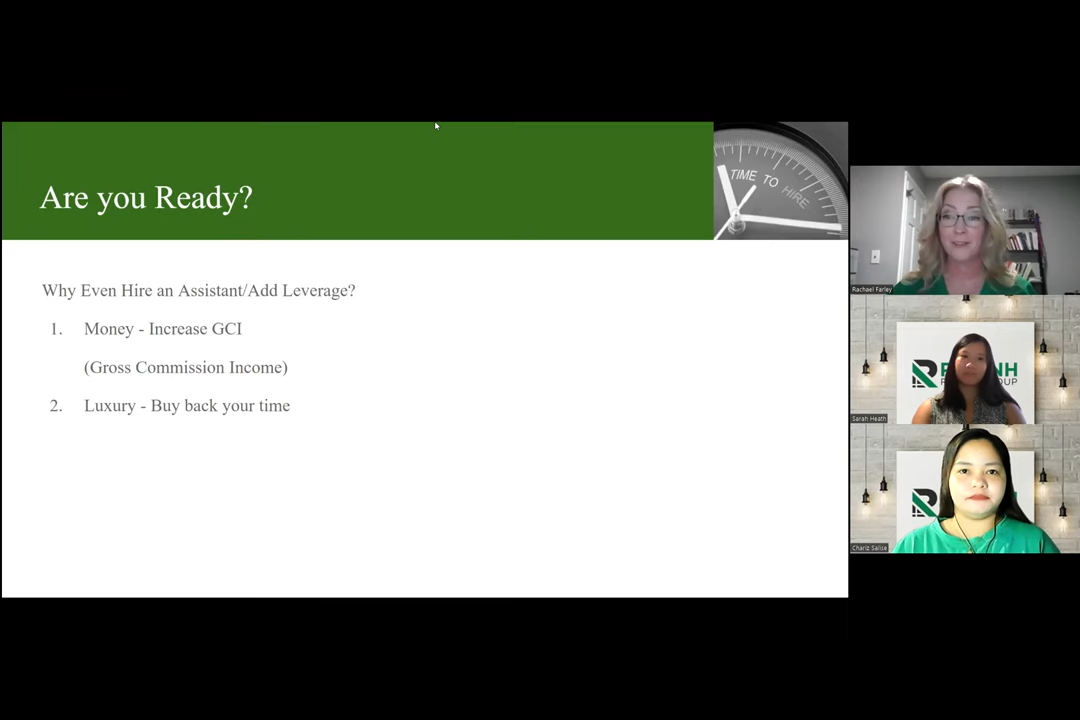 Are you Ready?
TIME TO HIRE
Why Even Hire an Assistant/Add Leverage?
1. Money - Increase GCI
(Gross Commission Income)
2. Luxury - Buy back your time
Rachael Farley
Sarah Heath
Chariz Salise